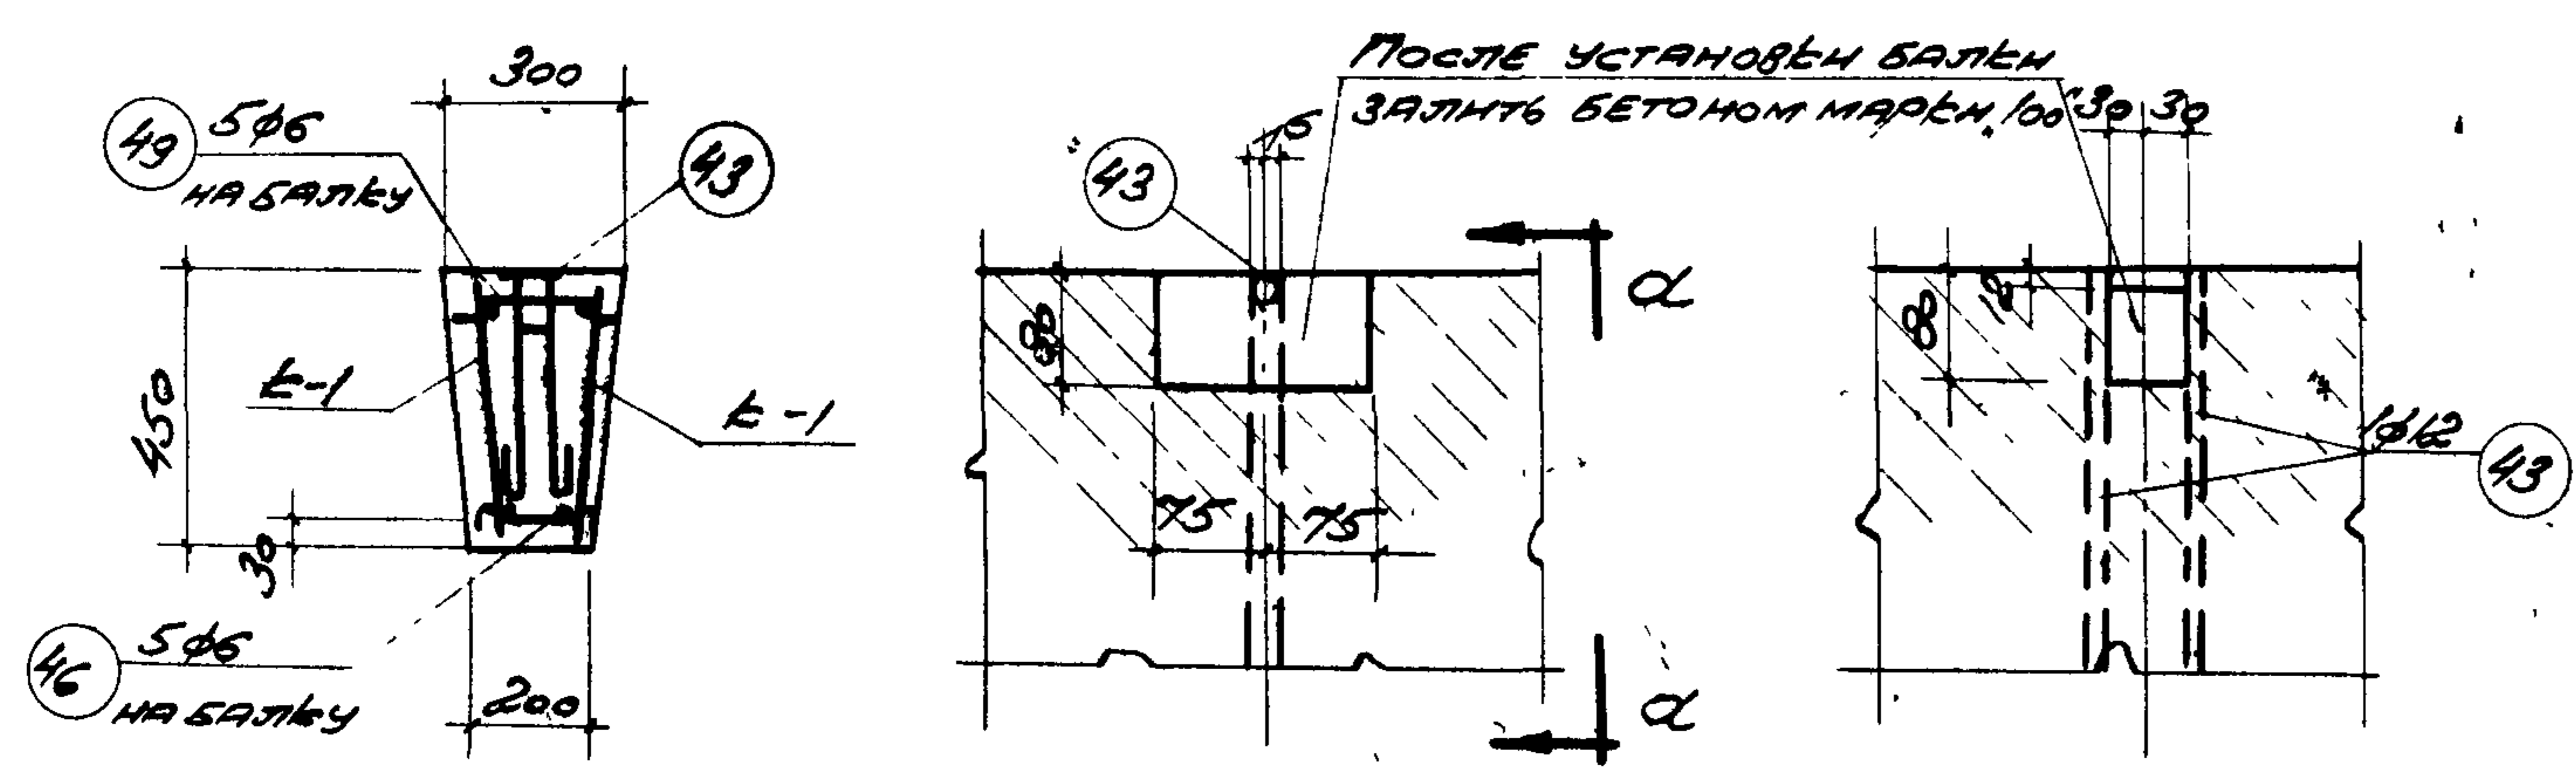 300
49
5ф6
на балку
43
450
К-1
К-1
30
46
5ф6
на балку
200
После установки балки
залить бетоном марки "100"
43
80
75 75
α
α
30 30
80
12
1ф12
43